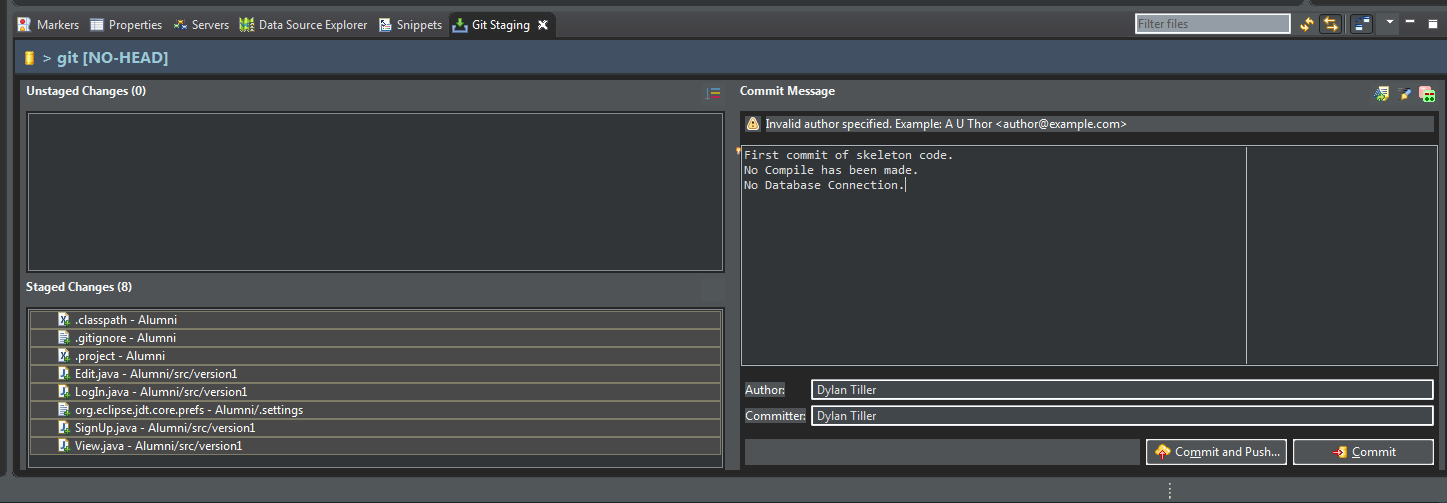 Markers Properties Servers Data Source Explorer Snippets Git Staging Filter files
> git [NO-HEAD]
Unstaged Changes (0)
Staged Changes (8)
.classpath - Alumni
.gitignore - Alumni
.project - Alumni
Edit.java - Alumni/src/version1
LogIn.java - Alumni/src/version1
org.eclipse.jdt.core.prefs - Alumni/.settings
SignUp.java - Alumni/src/version1
View.java - Alumni/src/version1
Commit Message
Invalid author specified. Example: A U Thor <author@example.com>
First commit of skeleton code.
No Compile has been made.
No Database Connection.
Author: Dylan Tiller
Committer: Dylan Tiller
Commit and Push... Commit